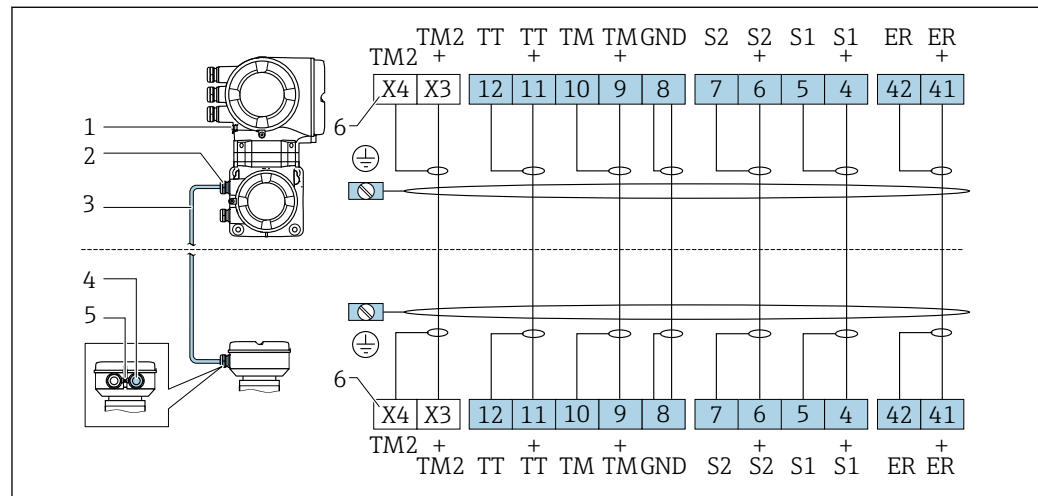 TM2 TT TT TM TM GND S2 S2 S1 S1 ER ER
TM2 + + + + + +
X4 X3 12 11 10 9 8 7 6 5 4 42 41
6
1
2
3
4
5
6
X4 X3 12 11 10 9 8 7 6 5 4 42 41
TM2 + + + + + +
TM2 TT TT TM TM GND S2 S2 S1 S1 ER ER